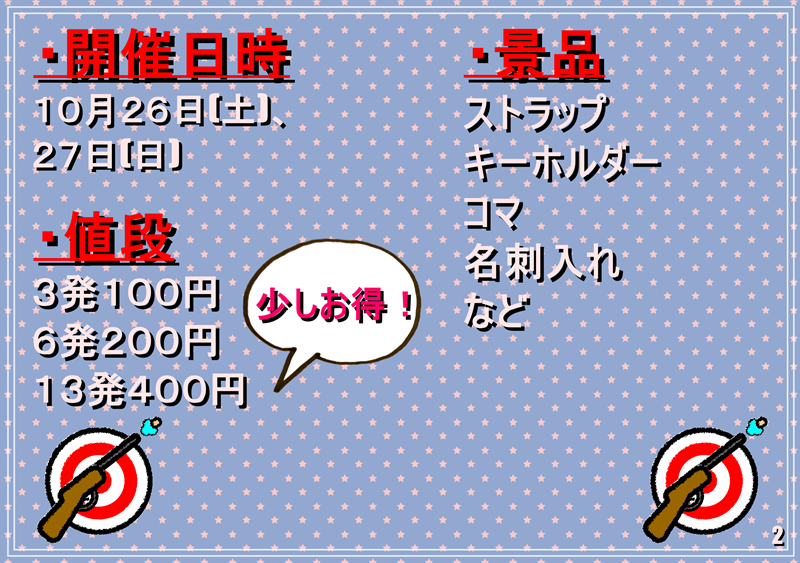 ・開催日時
１０月２６日(土)、
２７日(日)
・値段
３発１００円
６発２００円
１３発４００円
少しお得！
・景品
ストラップ
キーホルダー
コマ
名刺入れ
など
2